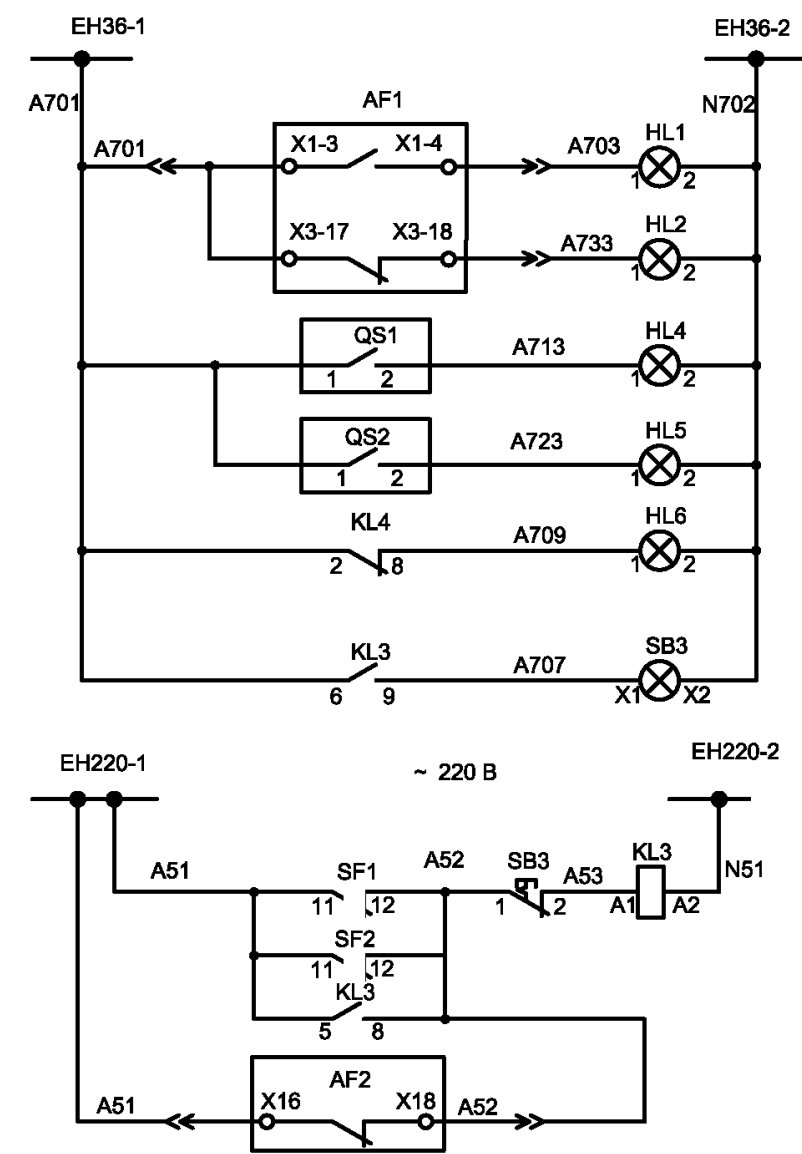 EH36-1
EH36-2
A701
AF1
N702
A701
X1-3
X1-4
A703
HL1
1
2
X3-17
X3-18
A733
HL2
1
2
QS1
1
2
A713
HL4
1
2
QS2
1
2
A723
HL5
1
2
KL4
2
8
A709
HL6
1
2
KL3
6
9
A707
SB3
X1
X2
EH220-1
~ 220 В
EH220-2
A51
SF1
11
12
A52
SB3
1
2
A53
KL3
A1
A2
N51
SF2
11
12
KL3
5
8
AF2
A51
X16
X18
A52